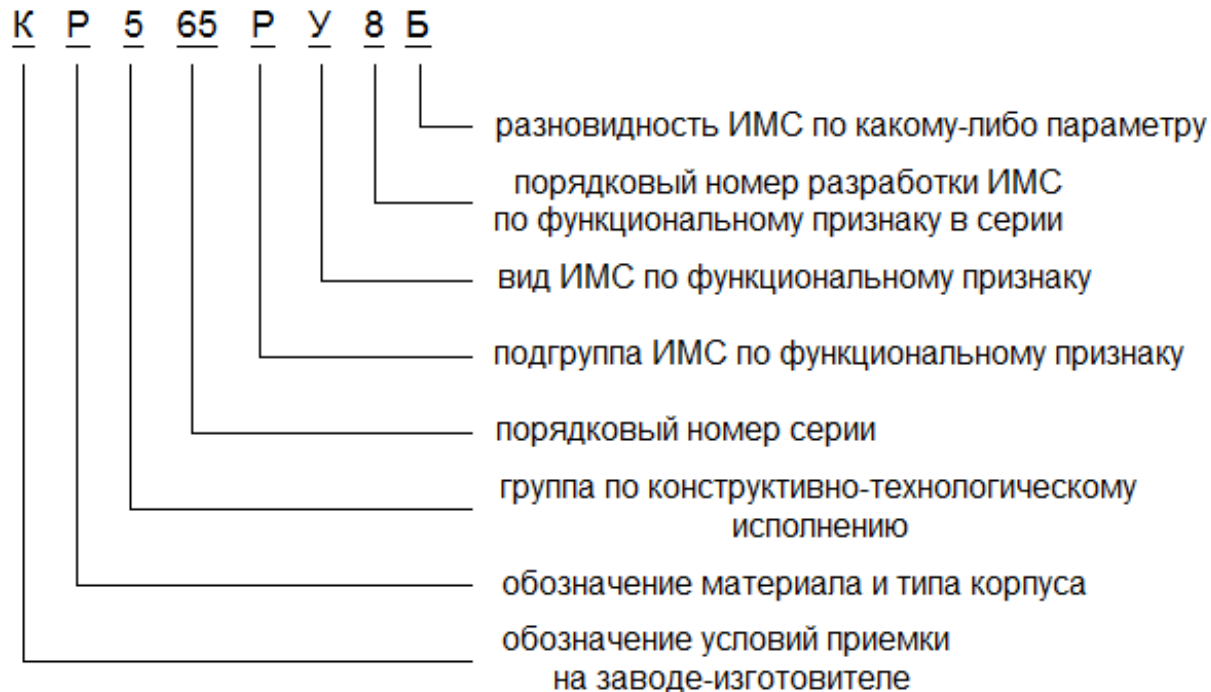 К Р 5 65 Р У 8 Б
разновидность ИМС по какому-либо параметру
порядковый номер разработки ИМС
по функциональному признаку в серии
вид ИМС по функциональному признаку
подгруппа ИМС по функциональному признаку
порядковый номер серии
группа по конструктивно-технологическому
исполнению
обозначение материала и типа корпуса
обозначение условий приемки
на заводе-изготовителе